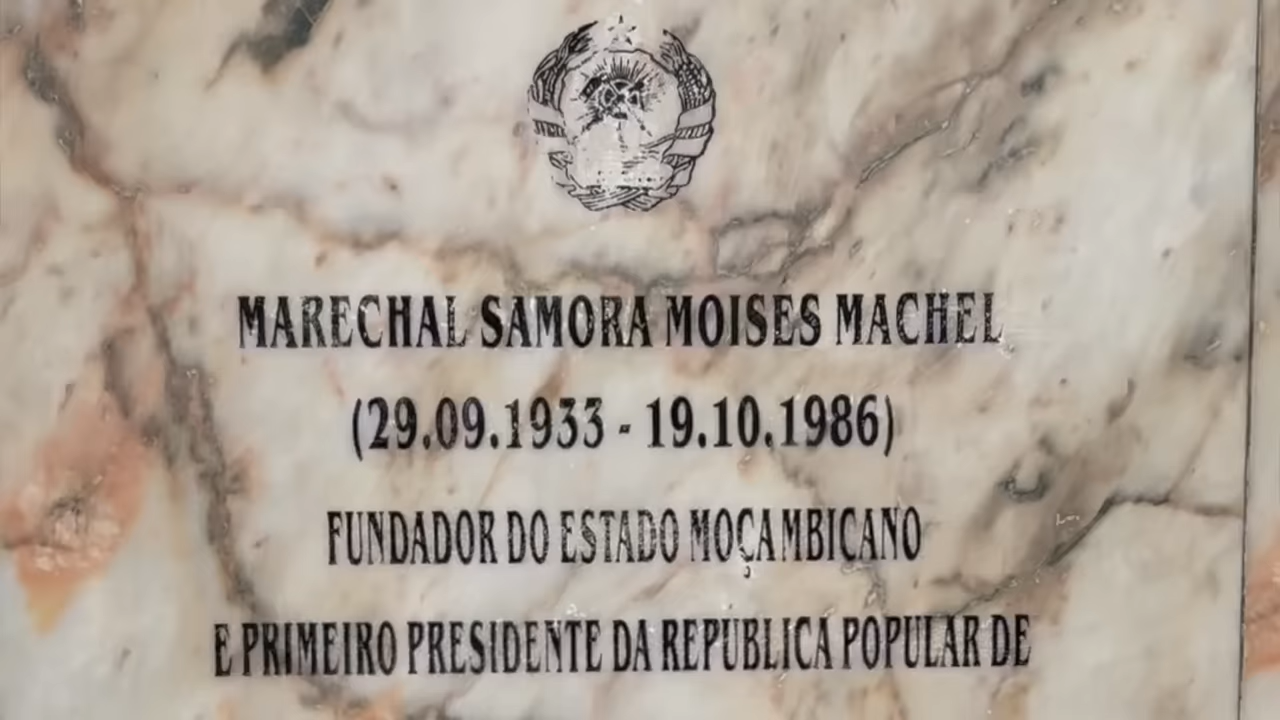 MARECHAL SAMORA MOISES MACHEL
(29.09.1933 - 19.10.1986)
FUNDADOR DO ESTADO MOÇAMBICANO
E PRIMEIRO PRESIDENTE DA REPUBLICA POPULAR DE